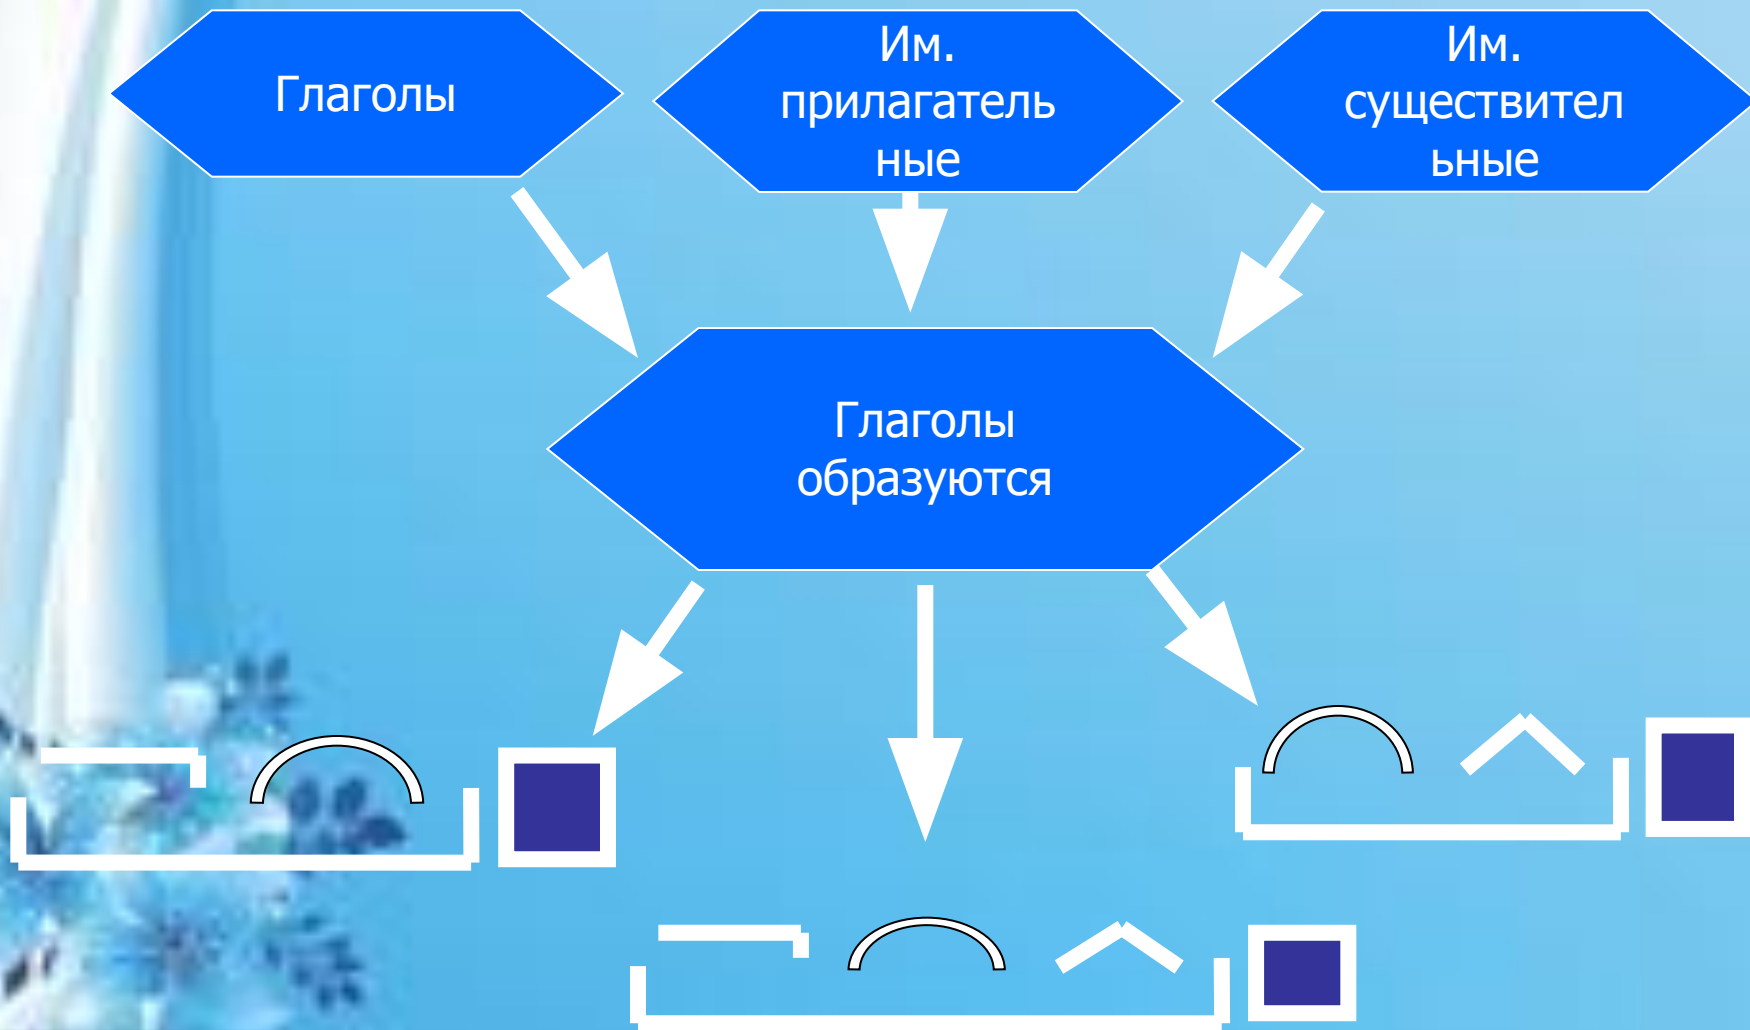 Глаголы
Им.
прилагатель
ные
Им.
существител
ьные
Глаголы
образуются